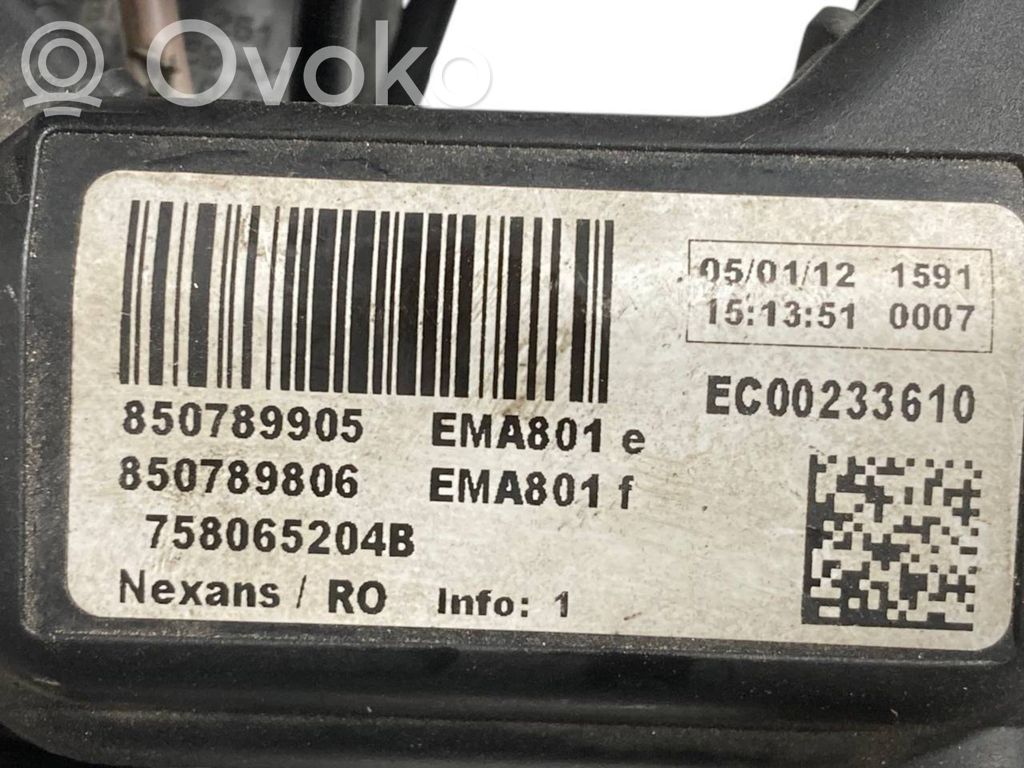 Ovoko
05/01/12 1591
15:13:51 0007
EC00233610
850789905 EMA801 e
850789806 EMA801 f
758065204B
Nexans / RO Info: 1